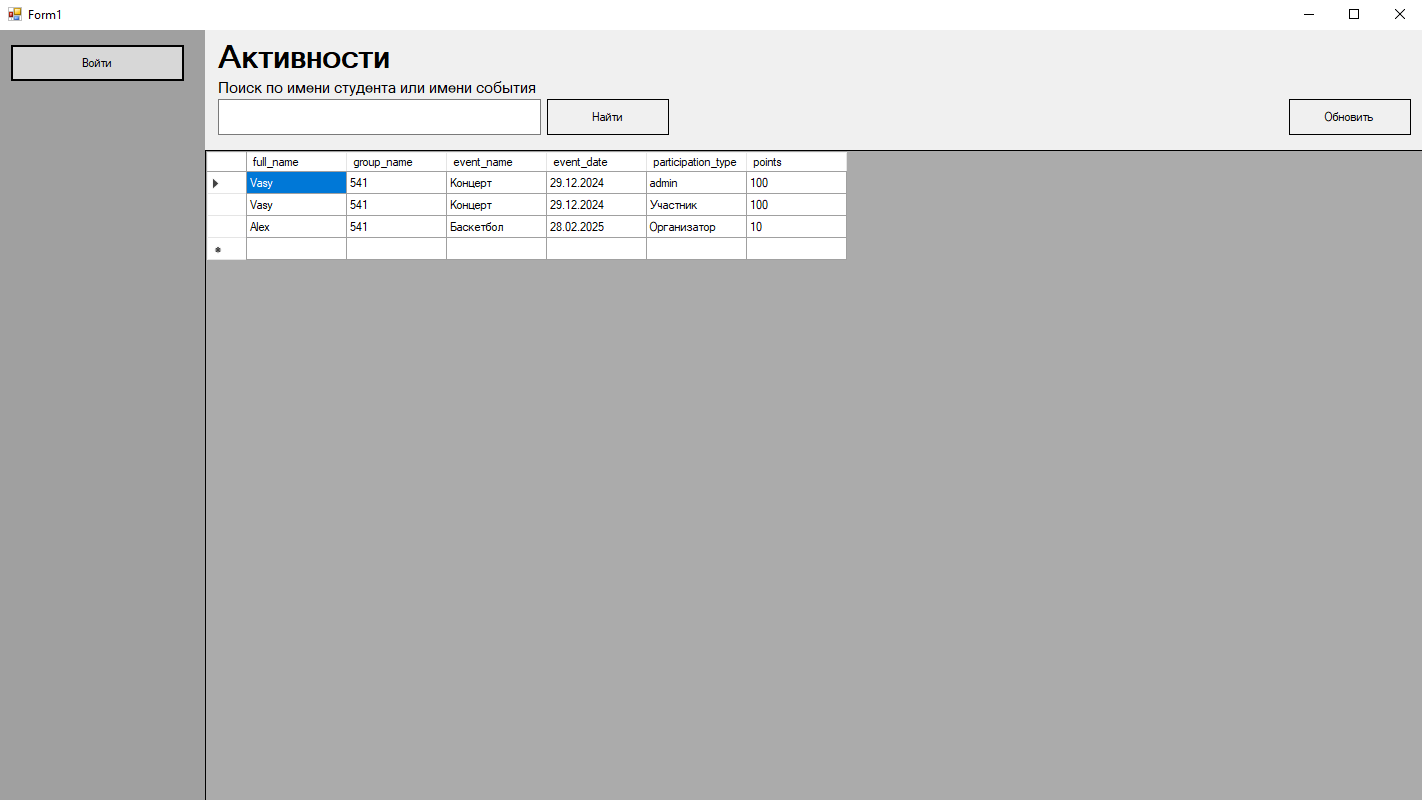 Form1
Войти
Активности
Поиск по имени студента или имени события
Найти
Обновить
full_name group_name event_name event_date participation_type points
Vasy 541 Концерт 29.12.2024 admin 100
Vasy 541 Концерт 29.12.2024 Участник 100
Alex 541 Баскетбол 28.02.2025 Организатор 10